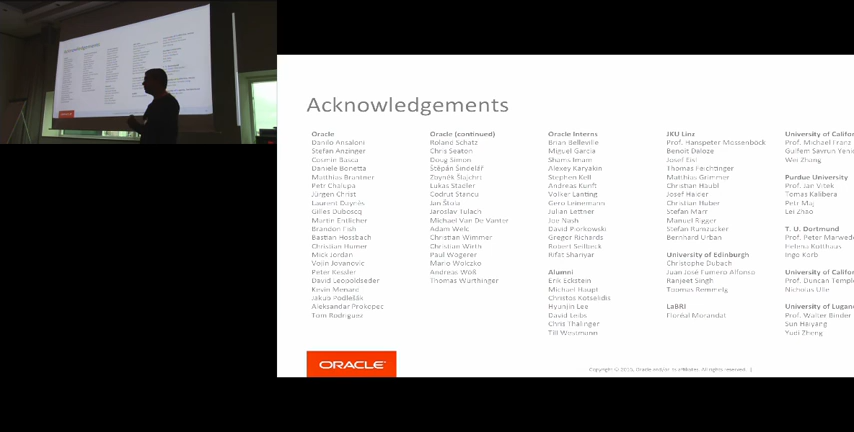 Acknowledgements
Oracle
Danilo Ansaloni
Stefan Anzinger
Cosmin Basca
Daniele Bonetta
Matthias Brantner
Petr Chalupa
Jürgen Christ
Laurent Daynès
Gilles Duboscq
Martin Entlicher
Brandon Fish
Bastian Hossbach
Christian Humer
Mick Jordan
Vojin Jovanovic
Peter Kessler
David Leopoldseder
Kevin Menard
Jakub Podlešák
Aleksandar Prokopec
Tom Rodriguez
Oracle (continued)
Roland Schatz
Chris Seaton
Doug Simon
Štěpán Šindelář
Zbyněk Šlajchrt
Lukas Stadler
Codrut Stancu
Jan Štola
Jaroslav Tulach
Michael Van De Vanter
Adam Welc
Christian Wimmer
Christian Wirth
Paul Wögerer
Mario Wolczko
Andreas Wöß
Thomas Würthinger
Oracle Interns
Brian Belleville
Miguel Garcia
Shams Imam
Alexey Karyakin
Stephen Kell
Andreas Kunft
Volker Lanting
Gero Leinemann
Julian Lettner
Joe Nash
David Piorkowski
Gregor Richards
Robert Seilbeck
Rifat Shariyar
Alumni
Erik Eckstein
Michael Haupt
Christos Kotselidis
Hyunjin Lee
David Leibs
Chris Thalinger
Till Westmann
JKU Linz
Prof. Hanspeter Mössenböck
Benoit Daloze
Josef Eisl
Thomas Feichtinger
Matthias Grimmer
Christian Häubl
Josef Haider
Christian Huber
Stefan Marr
Manuel Rigger
Stefan Rumzucker
Bernhard Urban
University of Edinburgh
Christophe Dubach
Juan José Fumero Alfonso
Ranjeet Singh
Toomas Remmelg
LaBRI
Floréal Morandat
University of Califor
Prof. Michael Franz
Gulfem Savrun Yeniç
Wei Zhang
Purdue University
Prof. Jan Vitek
Tomas Kalibera
Petr Maj
Lei Zhao
T. U. Dortmund
Prof. Peter Marwede
Helena Kotthaus
Ingo Korb
University of Califor
Prof. Duncan Temple
Nicholas Ulle
University of Lugano
Prof. Walter Binder
Sun Haiyang
Yudi Zheng
ORACLE
Copyright © 2015, Oracle and/or its affiliates. All rights reserved. |